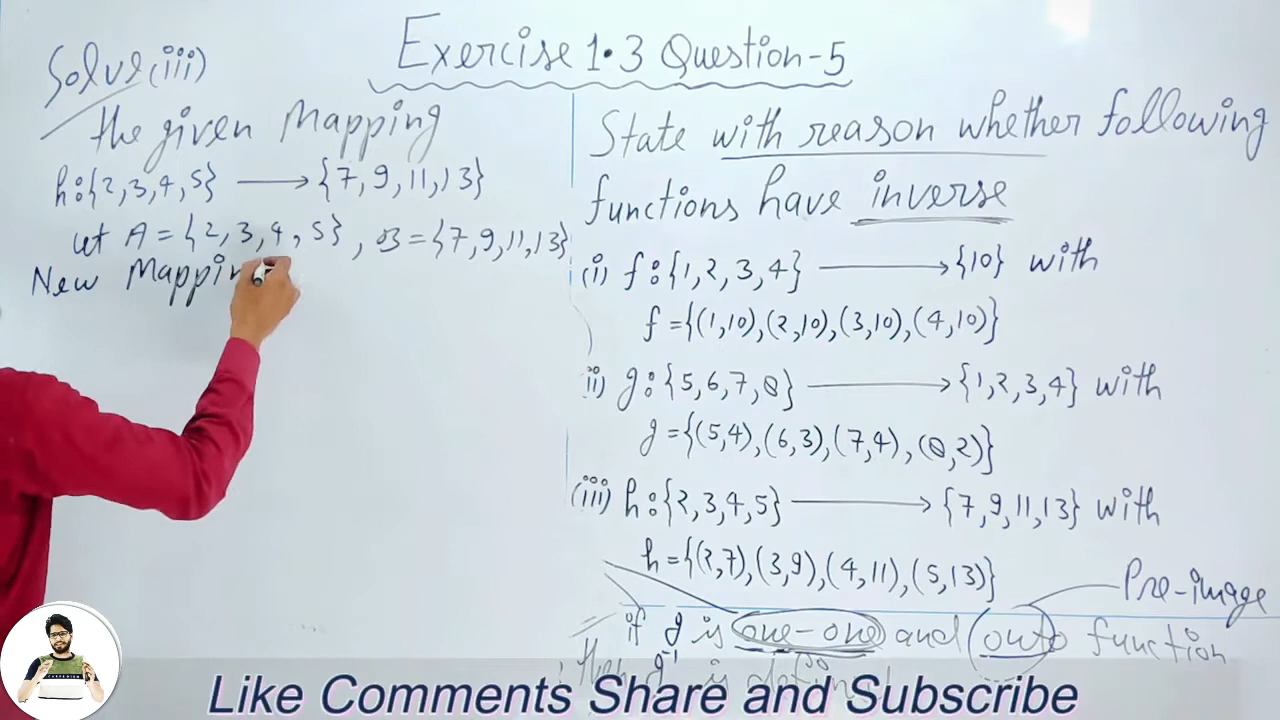 Exercise 1.3 Question-5
Solve (iii)
the given Mapping
h:{2,3,4,5} ⟶ {7,9,11,13}
let A = {2,3,4,5}, B = {7,9,11,13}
New Mappin
State with reason whether following
functions have inverse
(i) f:{1,2,3,4} ⟶ {10} with
f = {(1,10),(2,10),(3,10),(4,10)}
ii) g:{5,6,7,8} ⟶ {1,2,3,4} with
g = {(5,4),(6,3),(7,4),(8,2)}
(iii) h:{2,3,4,5} ⟶ {7,9,11,13} with
h = {(2,7),(3,9),(4,11),(5,13)}
Pre-image
if g is one-one and onto function
then g⁻¹ is defined
Like Comments Share and Subscribe